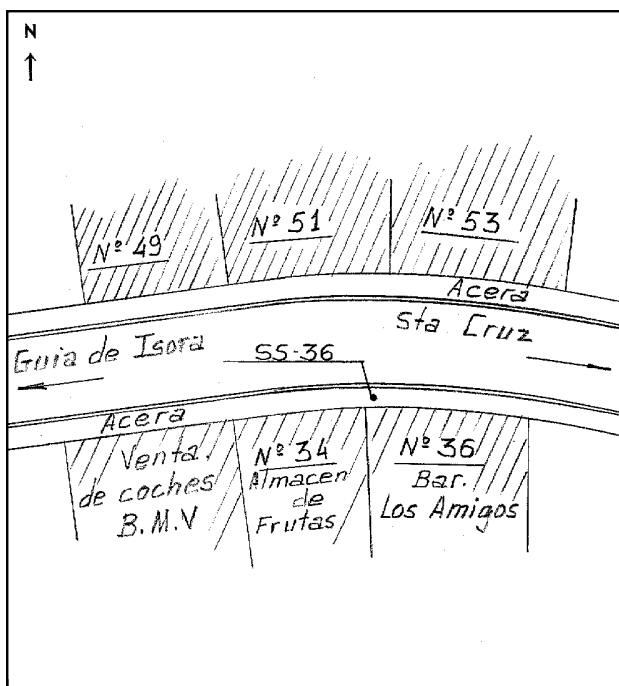 N
Nº 49
Nº 51
Nº 53
Acera
Sta Cruz
Guia de Isora
SS-36
Acera
Venta.
de coches
B.M.V
Nº 34
Almacen
de
Frutas
Nº 36
Bar.
Los Amigos